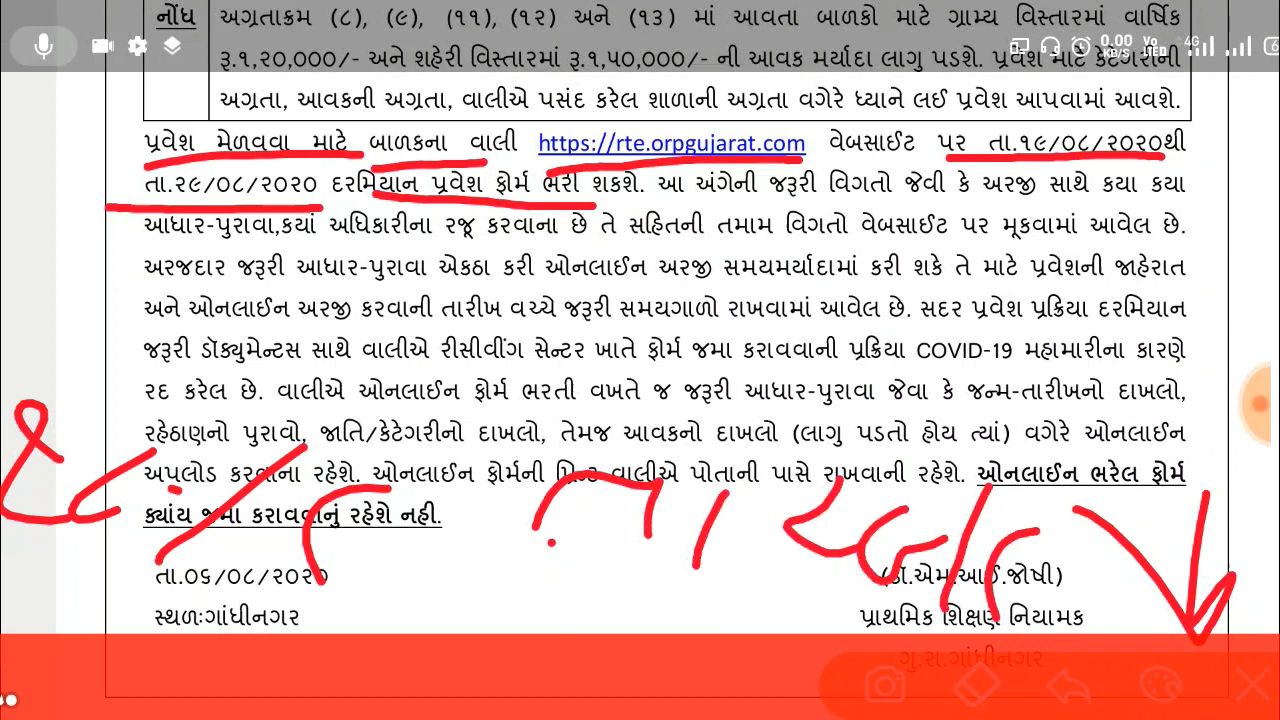 નોંધ અગ્રતાક્રમ (૮), (૯), (૧૧), (૧૨) અને (૧૩) માં આવતા બાળકો માટે ગ્રામ્ય વિસ્તારમાં વાર્ષિક
0.00 KB/S Vo 4G
રૂ.૧,૨૦,૦૦૦/- અને શહેરી વિસ્તારમાં રૂ.૧,૫૦,૦૦૦/- ની આવક મર્યાદા લાગુ પડશે. પ્રવેશ માટે કેટેગરીની
અગ્રતા, આવકની અગ્રતા, વાલીએ પસંદ કરેલ શાળાની અગ્રતા વગેરે ધ્યાને લઈ પ્રવેશ આપવામાં આવશે.
પ્રવેશ મેળવવા માટે બાળકના વાલી https://rte.orpgujarat.com વેબસાઈટ પર તા.૧૯/૦૮/૨૦૨૦થી
તા.૨૯/૦૮/૨૦૨૦ દરમિયાન પ્રવેશ ફોર્મ ભરી શકશે. આ અંગેની જરૂરી વિગતો જેવી કે અરજી સાથે કયા કયા
આધાર-પુરાવા,કયાં અધિકારીના રજૂ કરવાના છે તે સહિતની તમામ વિગતો વેબસાઈટ પર મૂકવામાં આવેલ છે.
અરજદાર જરૂરી આધાર-પુરાવા એકઠા કરી ઓનલાઈન અરજી સમયમર્યાદામાં કરી શકે તે માટે પ્રવેશની જાહેરાત
અને ઓનલાઈન અરજી કરવાની તારીખ વચ્ચે જરૂરી સમયગાળો રાખવામાં આવેલ છે. સદર પ્રવેશ પ્રક્રિયા દરમિયાન
જરૂરી ડૉક્યુમેન્ટસ સાથે વાલીએ રીસીવીંગ સેન્ટર ખાતે ફોર્મ જમા કરાવવાની પ્રક્રિયા COVID-19 મહામારીના કારણે
રદ કરેલ છે. વાલીએ ઓનલાઈન ફોર્મ ભરતી વખતે જ જરૂરી આધાર-પુરાવા જેવા કે જન્મ-તારીખનો દાખલો,
રહેઠાણનો પુરાવો, જાતિ/કેટેગરીનો દાખલો, તેમજ આવકનો દાખલો (લાગુ પડતો હોય ત્યાં) વગેરે ઓનલાઈન
અપલોડ કરવાના રહેશે. ઓનલાઈન ફોર્મની પ્રિન્ટ વાલીએ પોતાની પાસે રાખવાની રહેશે. ઓનલાઈન ભરેલ ફોર્મ
ક્યાંય જમા કરાવવાનું રહેશે નહી.
તા.૦૬/૦૮/૨૦૨૦ (ડૉ.એમ.આઈ.જોષી)
સ્થળઃગાંધીનગર પ્રાથમિક શિક્ષણ નિયામક
ગુ.રા.ગાંધીનગર